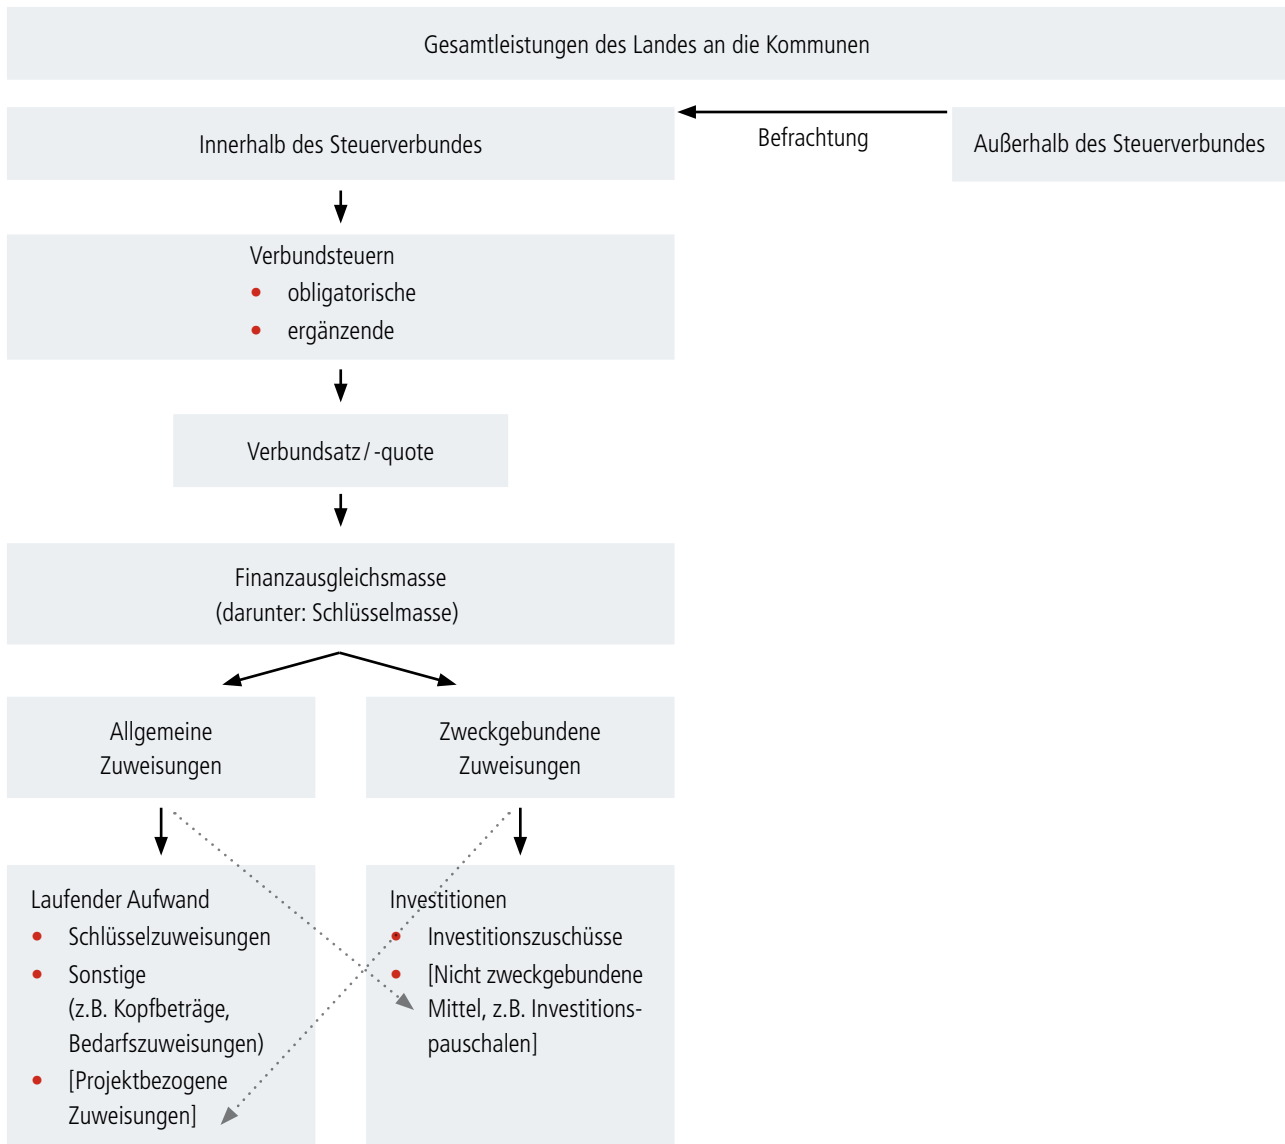 Gesamtleistungen des Landes an die Kommunen
Innerhalb des Steuerverbundes
Befrachtung
Außerhalb des Steuerverbundes
Verbundsteuern
• obligatorische
• ergänzende
Verbundsatz / -quote
Finanzausgleichsmasse
(darunter: Schlüsselmasse)
Allgemeine
Zuweisungen
Zweckgebundene
Zuweisungen
Laufender Aufwand
• Schlüsselzuweisungen
• Sonstige
(z.B. Kopfbeträge,
Bedarfszuweisungen)
• [Projektbezogene
Zuweisungen]
Investitionen
• Investitionszuschüsse
• [Nicht zweckgebundene
Mittel, z.B. Investitions-
pauschalen]